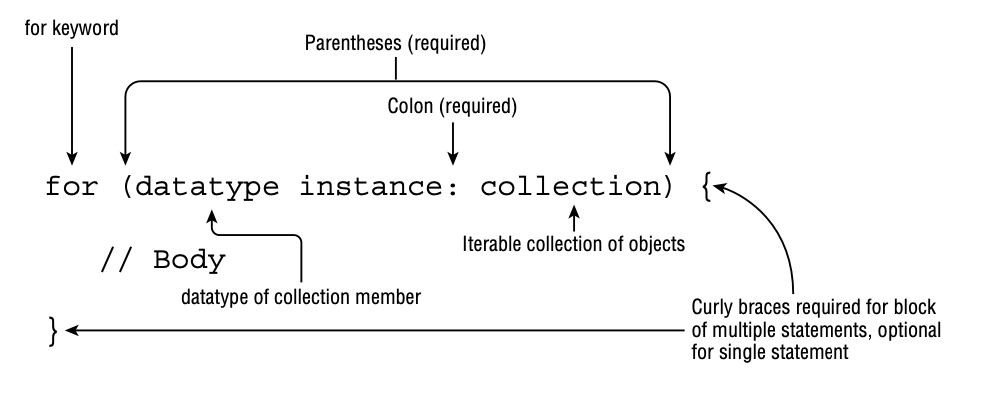 for keyword
Parentheses (required)
Colon (required)
for (datatype instance: collection) {
Iterable collection of objects
// Body
datatype of collection member
Curly braces required for block
of multiple statements, optional
for single statement
}